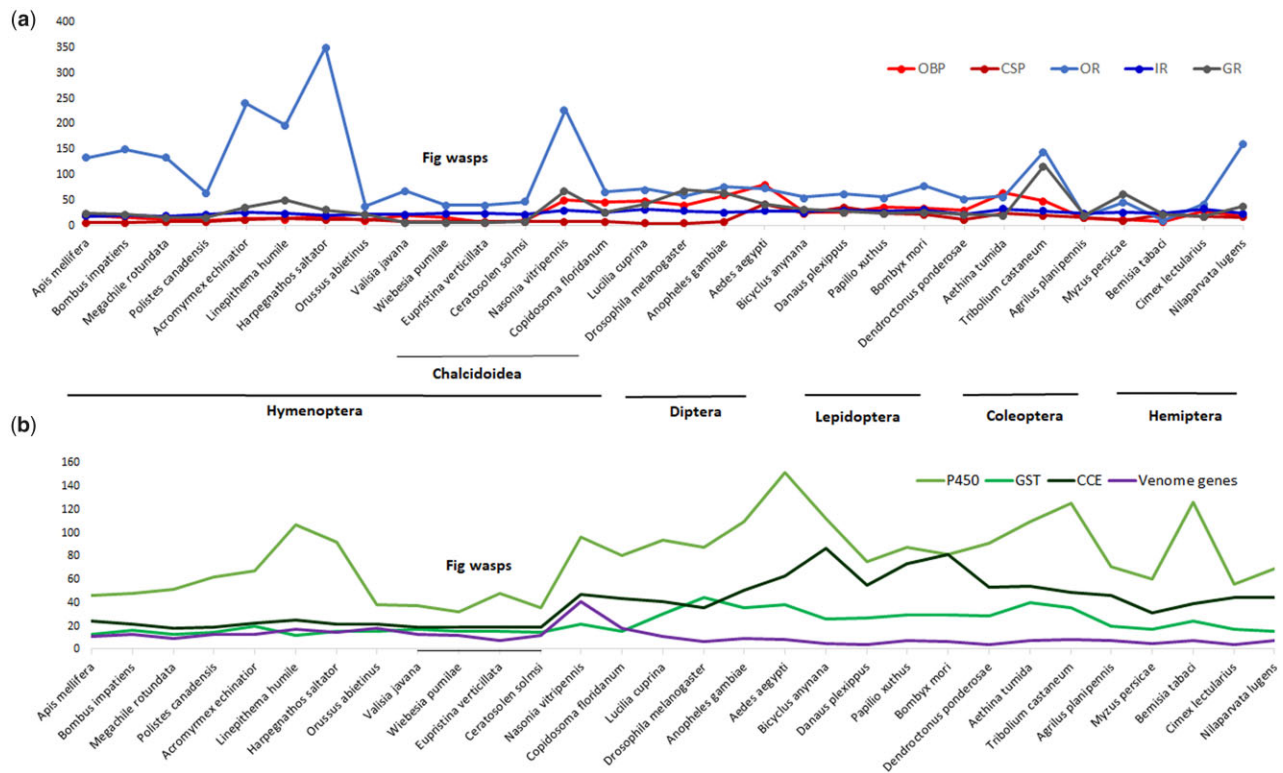 (a)
400
350
300
250
200
150
100
50
0
OBP CSP OR IR GR
Fig wasps
Apis mellifera
Bombus impatiens
Megachile rotundata
Polistes canadensis
Acromyrmex echinatior
Linepithema humile
Harpegnathos saltator
Orussus abietinus
Valisia javana
Wiebesia pumilae
Eupristina verticillata
Ceratosolen solmsi
Nasonia vitripennis
Copidosoma floridanum
Lucilia cuprina
Drosophila melanogaster
Anopheles gambiae
Aedes aegypti
Bicyclus anynana
Danaus plexippus
Papilio xuthus
Bombyx mori
Dendroctonus ponderosae
Aethina tumida
Tribolium castaneum
Agrilus planipennis
Myzus persicae
Bemisia tabaci
Cimex lectularius
Nilaparvata lugens
Chalcidoidea
Hymenoptera Diptera Lepidoptera Coleoptera Hemiptera
(b)
160
140
120
100
80
60
40
20
0
P450 GST CCE Venome genes
Fig wasps
Apis mellifera
Bombus impatiens
Megachile rotundata
Polistes canadensis
Acromyrmex echinatior
Linepithema humile
Harpegnathos saltator
Orussus abietinus
Valisia javana
Wiebesia pumilae
Eupristina verticillata
Ceratosolen solmsi
Nasonia vitripennis
Copidosoma floridanum
Lucilia cuprina
Drosophila melanogaster
Anopheles gambiae
Aedes aegypti
Bicyclus anynana
Danaus plexippus
Papilio xuthus
Bombyx mori
Dendroctonus ponderosae
Aethina tumida
Tribolium castaneum
Agrilus planipennis
Myzus persicae
Bemisia tabaci
Cimex lectularius
Nilaparvata lugens